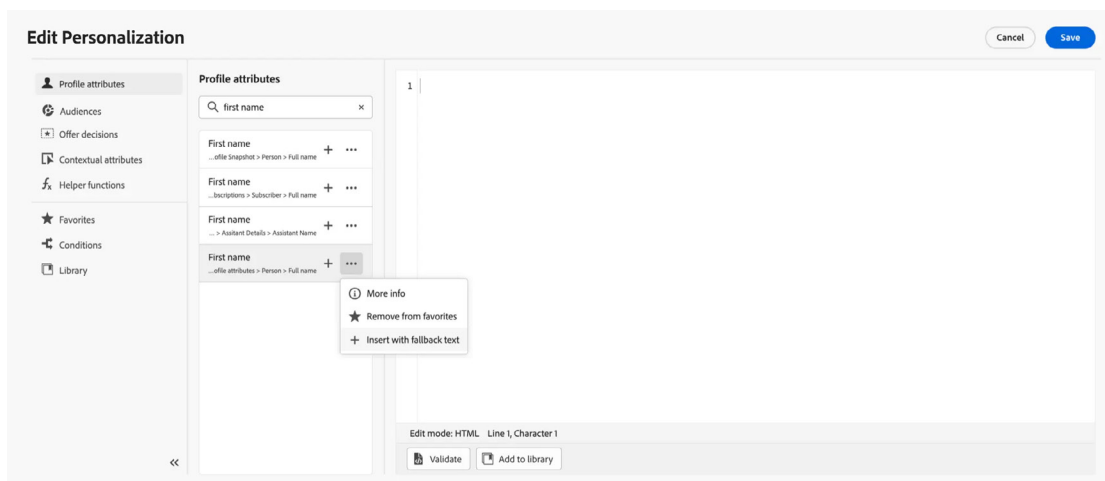 Edit Personalization
Cancel
Save
Profile attributes
Audiences
Offer decisions
Contextual attributes
Helper functions
Favorites
Conditions
Library
Profile attributes
first name
First name
...ofile Snapshot > Person > Full name
First name
...bscriptions > Subscriber > Full name
First name
... > Assitant Details > Assistant Name
First name
...ofile attributes > Person > Full name
More info
Remove from favorites
Insert with fallback text
1
Edit mode: HTML Line 1, Character 1
Validate
Add to library